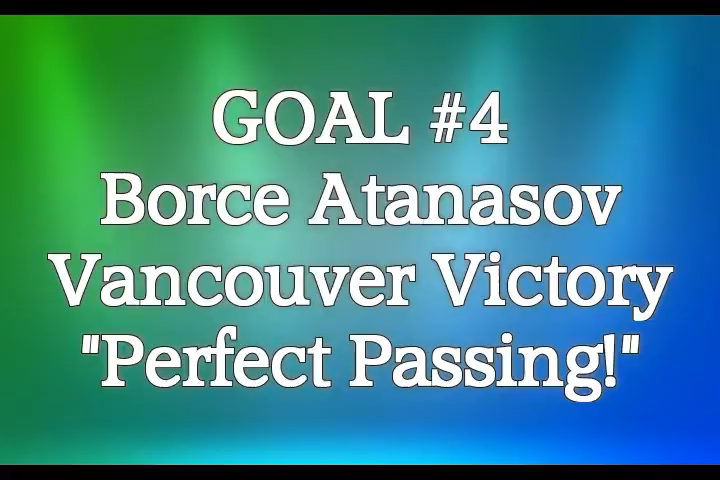 GOAL #4
Borce Atanasov
Vancouver Victory
"Perfect Passing!"